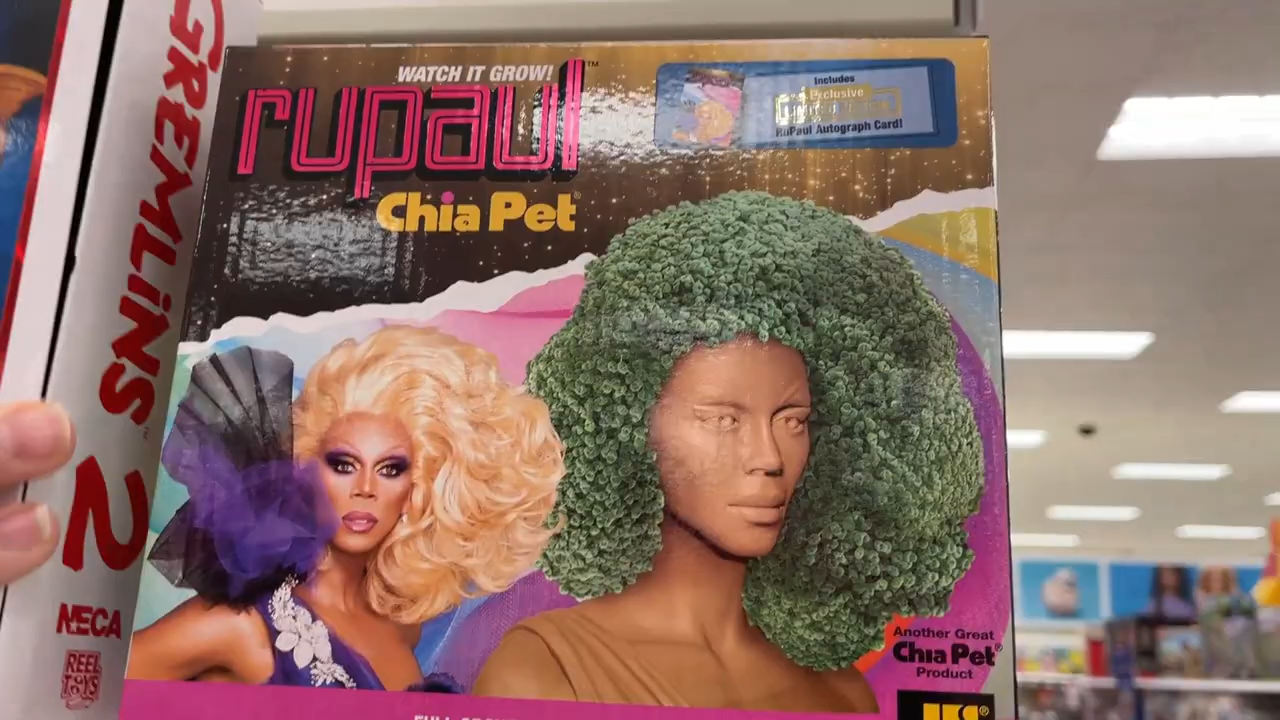 GREMLINS 2
NECA
REEL
TOYS
WATCH IT GROW!
rupaul™
Chia Pet®
Includes
Exclusive
RuPaul Autograph Card!
Another Great
Chia Pet®
Product